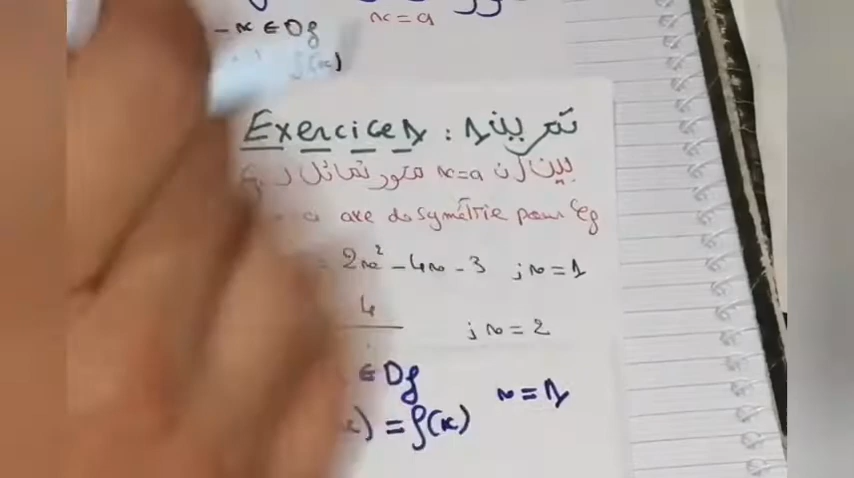 x = a
- x ∈ Df
f(x)
Exercice 1 : تمرين 1
بين أن x=a محور تماثل ل
a axe de symétrie pour Cf
= 2x² - 4x - 3 ; x = 1
4
; x = 2
∈ Df
x = 1
) = f(x)